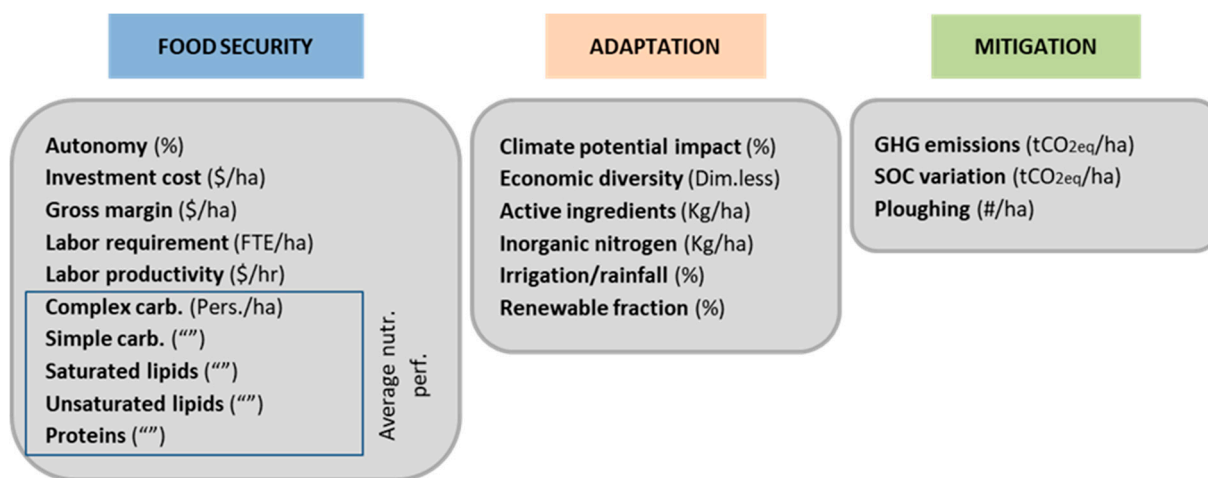 FOOD SECURITY
Autonomy (%)
Investment cost ($/ha)
Gross margin ($/ha)
Labor requirement (FTE/ha)
Labor productivity ($/hr)
Complex carb. (Pers./ha)
Simple carb. (“”)
Saturated lipids (“”)
Unsaturated lipids (“”)
Proteins (“”)
Average nutr.
perf.
ADAPTATION
Climate potential impact (%)
Economic diversity (Dim.less)
Active ingredients (Kg/ha)
Inorganic nitrogen (Kg/ha)
Irrigation/rainfall (%)
Renewable fraction (%)
MITIGATION
GHG emissions (tCO2eq/ha)
SOC variation (tCO2eq/ha)
Ploughing (#/ha)